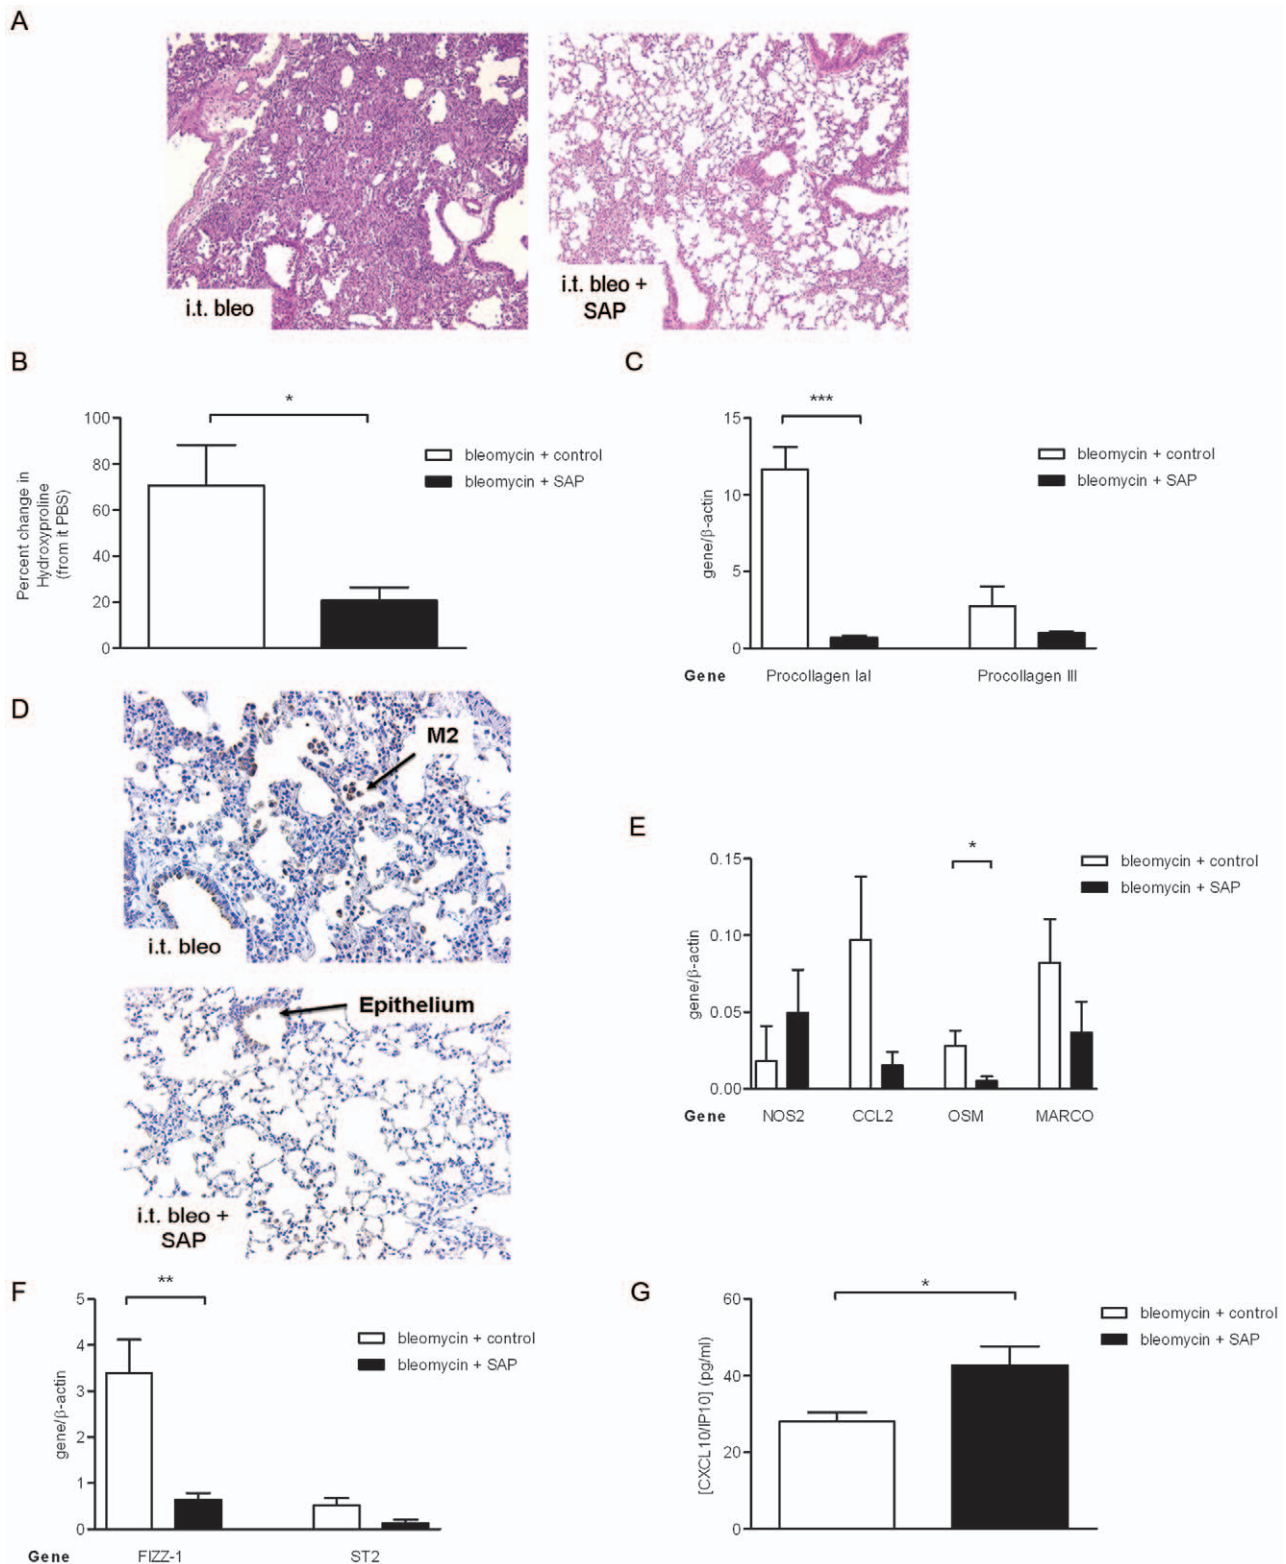 A
i.t. bleo
i.t. bleo +
SAP
B
*
100
80
60
40
20
0
Percent change in
Hydroxyproline
(from it PBS)
bleomycin + control
bleomycin + SAP
C
***
15
10
5
0
gene/β-actin
bleomycin + control
bleomycin + SAP
Gene Procollagen IaI Procollagen III
D
M2
i.t. bleo
Epithelium
i.t. bleo +
SAP
E
*
0.15
0.10
0.05
0.00
gene/β-actin
bleomycin + control
bleomycin + SAP
Gene NOS2 CCL2 OSM MARCO
F
**
5
4
3
2
1
0
gene/β-actin
bleomycin + control
bleomycin + SAP
Gene FIZZ-1 ST2
G
*
60
40
20
0
[CXCL10/IP10] (pg/ml)
bleomycin + control
bleomycin + SAP